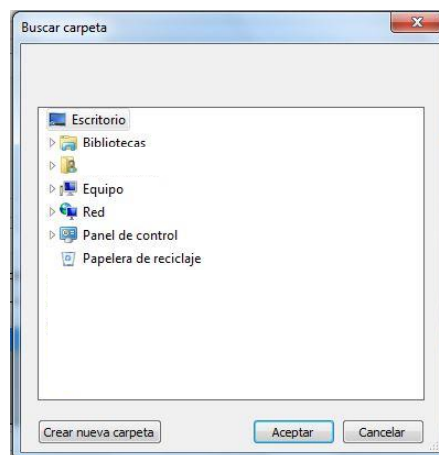 Buscar carpeta
Escritorio
Bibliotecas
Equipo
Red
Panel de control
Papelera de reciclaje
Crear nueva carpeta Aceptar Cancelar